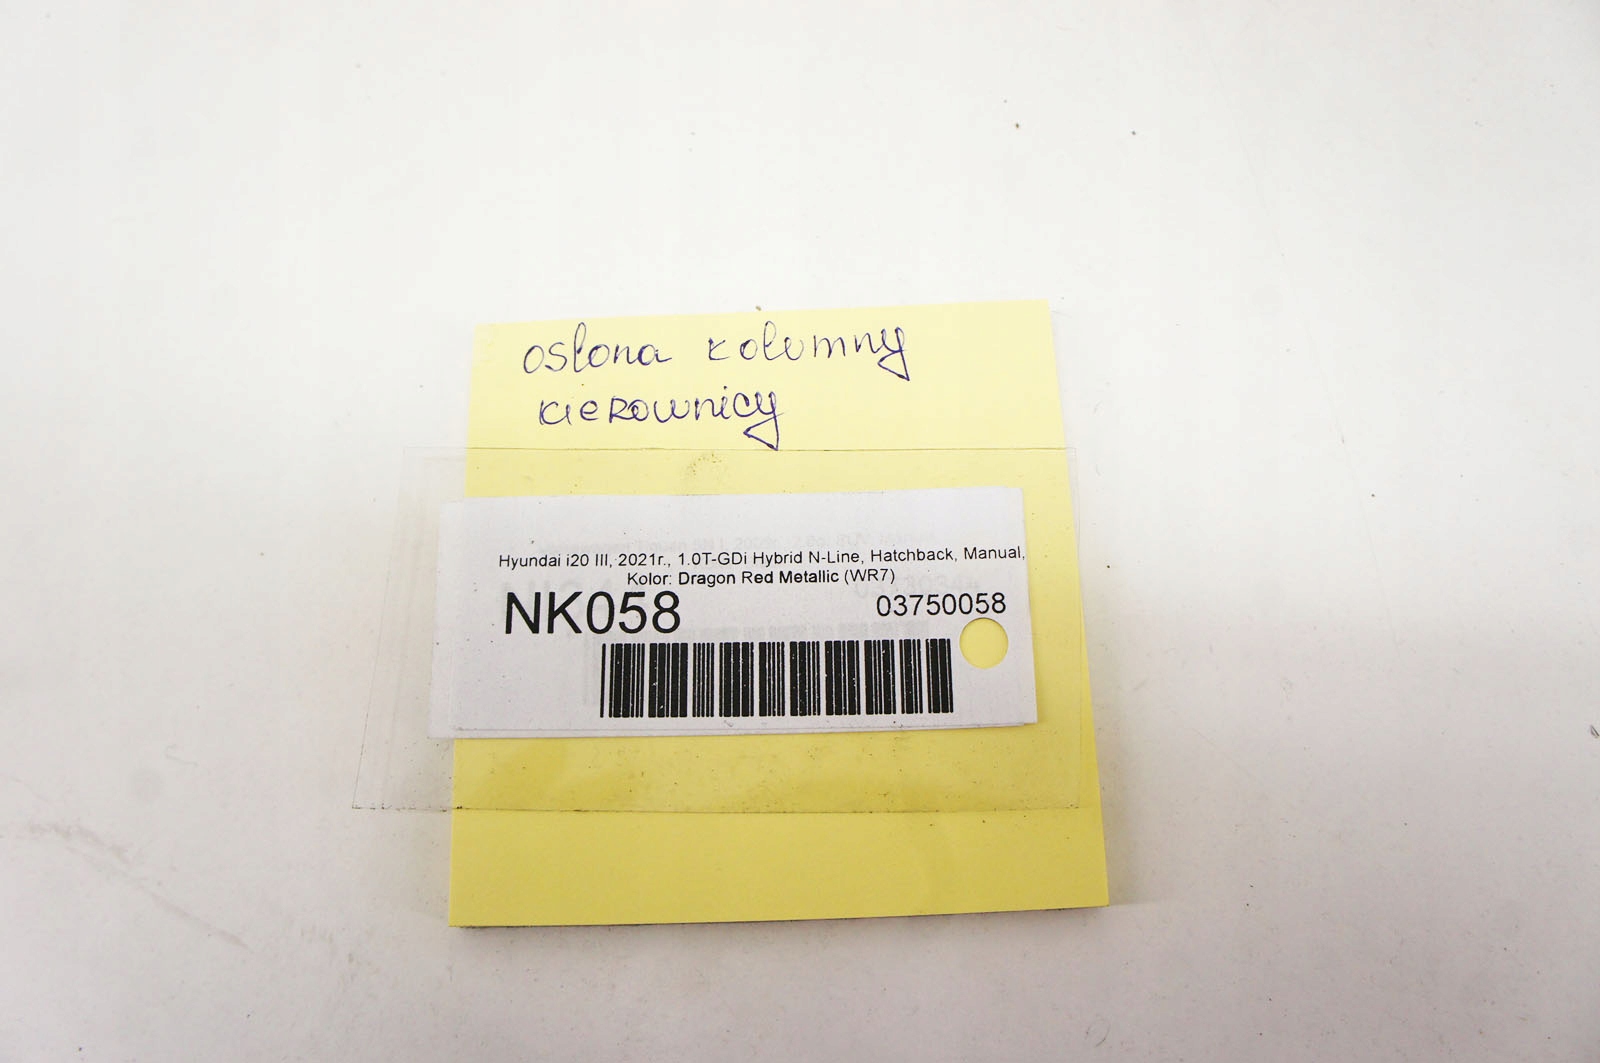 osłona kolumny
kierownicy
Hyundai i20 III, 2021r., 1.0T-GDi Hybrid N-Line, Hatchback, Manual,
Kolor: Dragon Red Metallic (WR7)
NK058
03750058